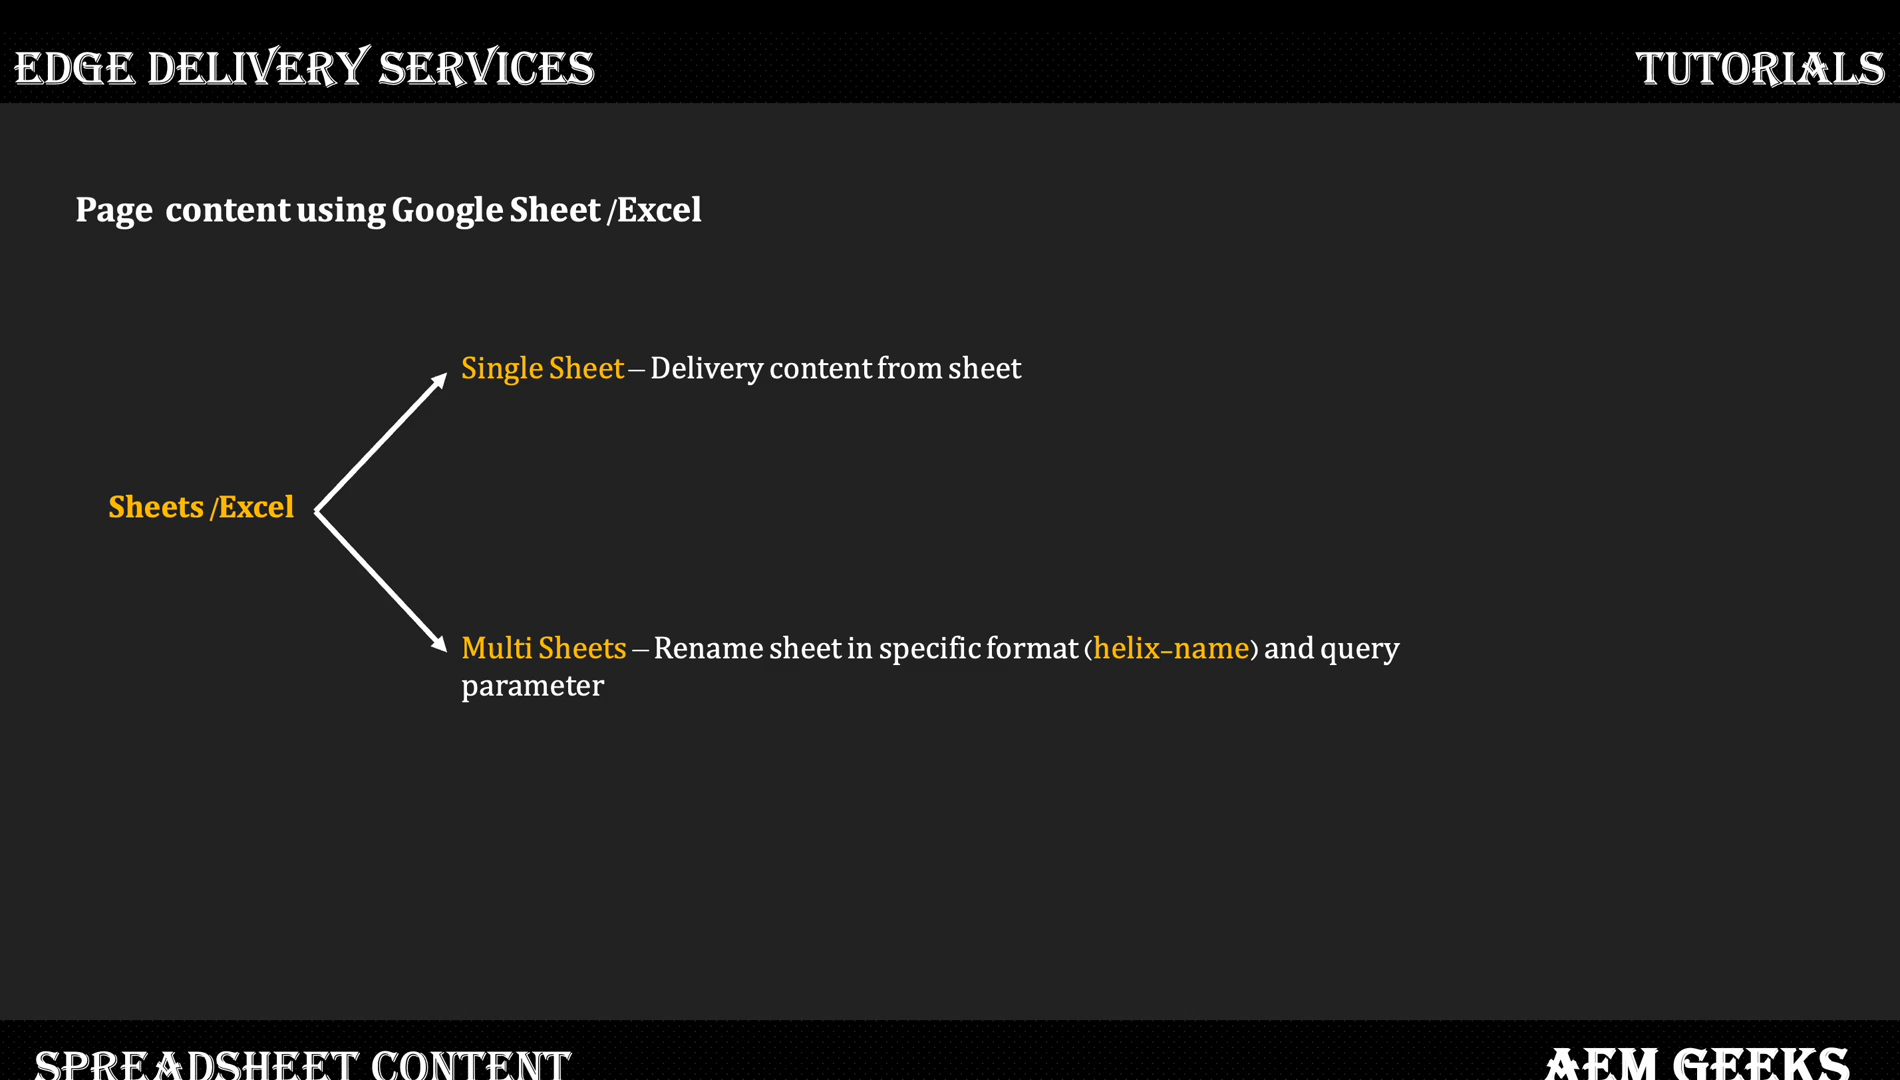 EDGE DELIVERY SERVICES
TUTORIALS
Page content using Google Sheet /Excel
Single Sheet – Delivery content from sheet
Sheets /Excel
Multi Sheets – Rename sheet in specific format (helix-name) and query
parameter
SPREADSHEET CONTENT
AEM GEEKS